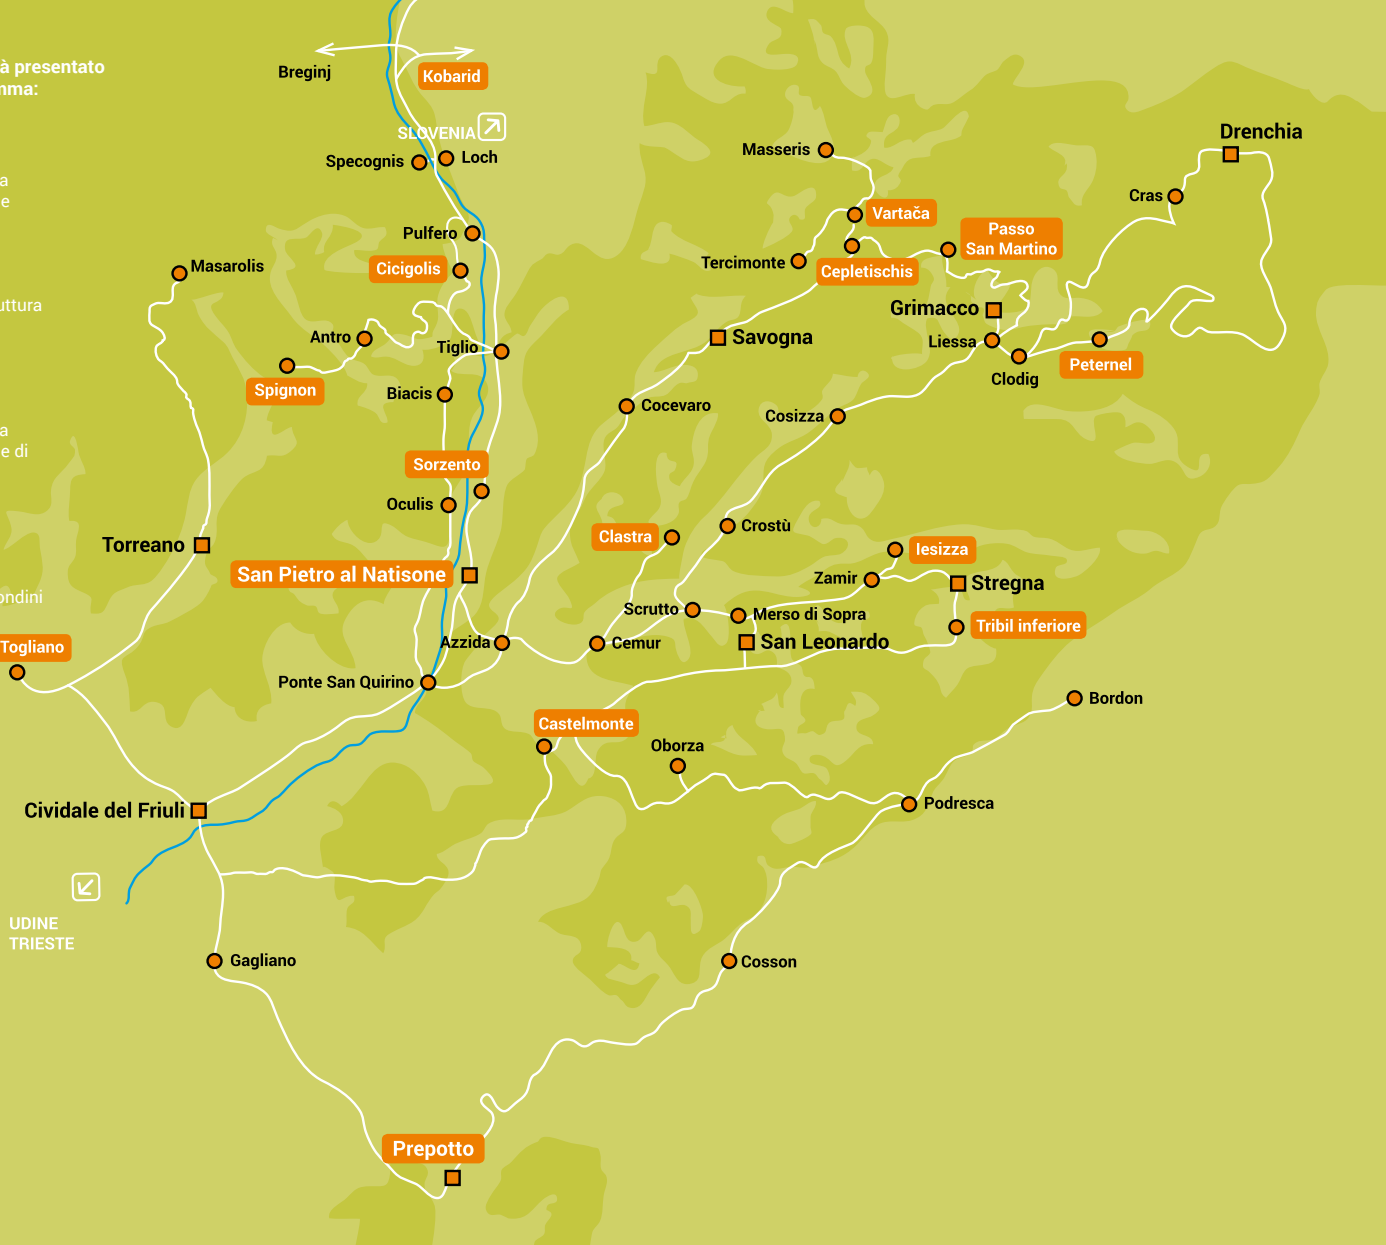 à presentato
mma:
Breginj
Kobarid
SLOVENIA
Specognis
Loch
Masseris
Drenchia
a
e
Cras
Vartača
Pulfero
Passo
San Martino
Cicigolis
Masarolis
Tercimonte
Cepletischis
uttura
Grimacco
Antro
Tiglio
Savogna
Liessa
Peternel
Clodig
Spignon
Biacis
Cocevaro
Cosizza
a
e di
Sorzento
Oculis
Crostù
Clastra
Torreano
Iesizza
San Pietro al Natisone
Zamir
Stregna
ondini
Scrutto
Merso di Sopra
Tribil inferiore
Togliano
Azzida
Cemur
San Leonardo
Ponte San Quirino
Bordon
Castelmonte
Oborza
Cividale del Friuli
Podresca
UDINE
TRIESTE
Gagliano
Cosson
Prepotto